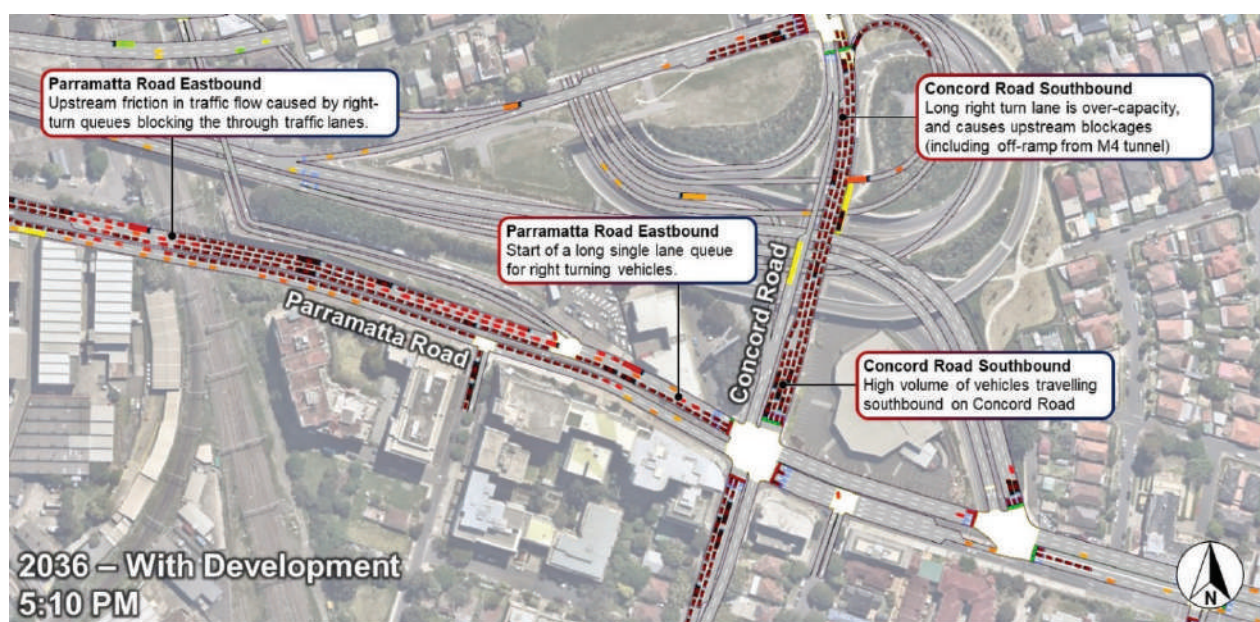 Parramatta Road Eastbound
Upstream friction in traffic flow caused by right-
turn queues blocking the through traffic lanes.
Concord Road Southbound
Long right turn lane is over-capacity,
and causes upstream blockages
(including off-ramp from M4 tunnel)
Parramatta Road Eastbound
Start of a long single lane queue
for right turning vehicles.
Concord Road
Parramatta Road
Concord Road Southbound
High volume of vehicles travelling
southbound on Concord Road
2036 – With Development
5:10 PM
N